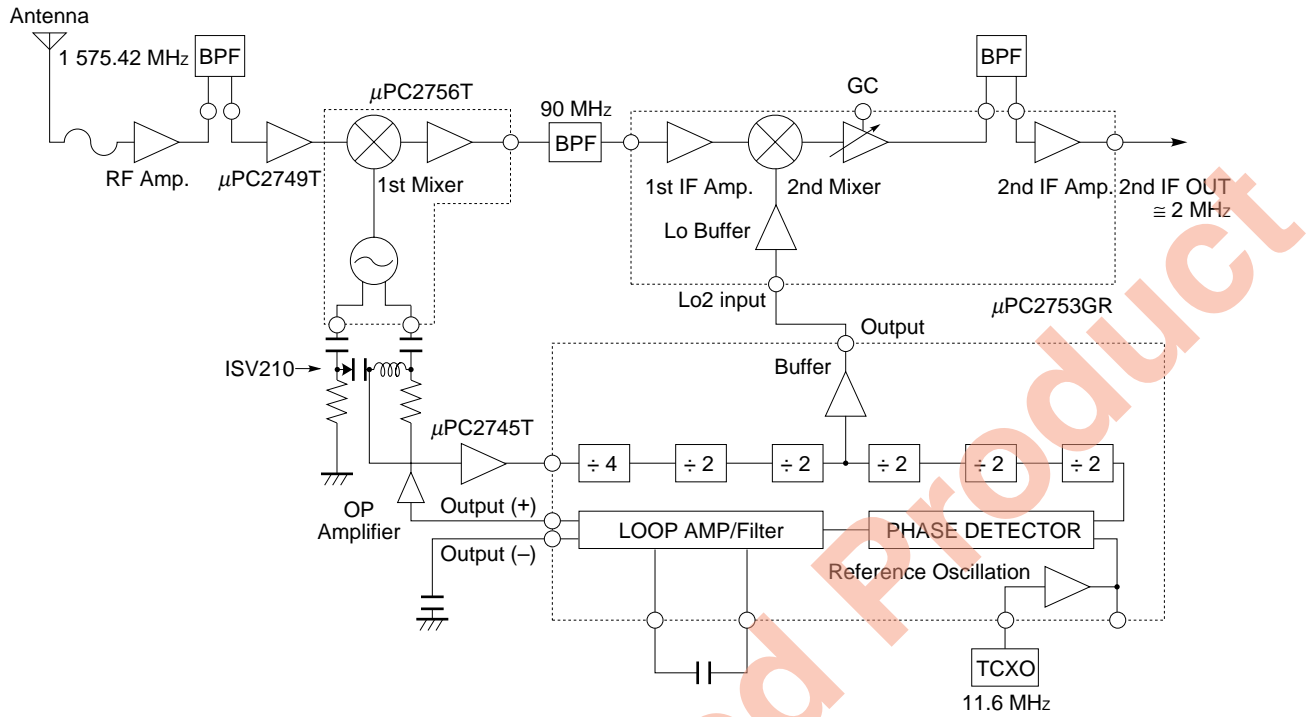 Antenna
1 575.42 MHz
BPF
RF Amp.
μPC2749T
μPC2756T
1st Mixer
90 MHz
BPF
GC
BPF
1st IF Amp.
2nd Mixer
2nd IF Amp.
2nd IF OUT
≅ 2 MHz
Lo Buffer
Lo2 input
μPC2753GR
Output
Buffer
ISV210
μPC2745T
÷ 4
÷ 2
÷ 2
÷ 2
÷ 2
÷ 2
OP
Amplifier
Output (+)
Output (–)
LOOP AMP/Filter
PHASE DETECTOR
Reference Oscillation
TCXO
11.6 MHz
d Product